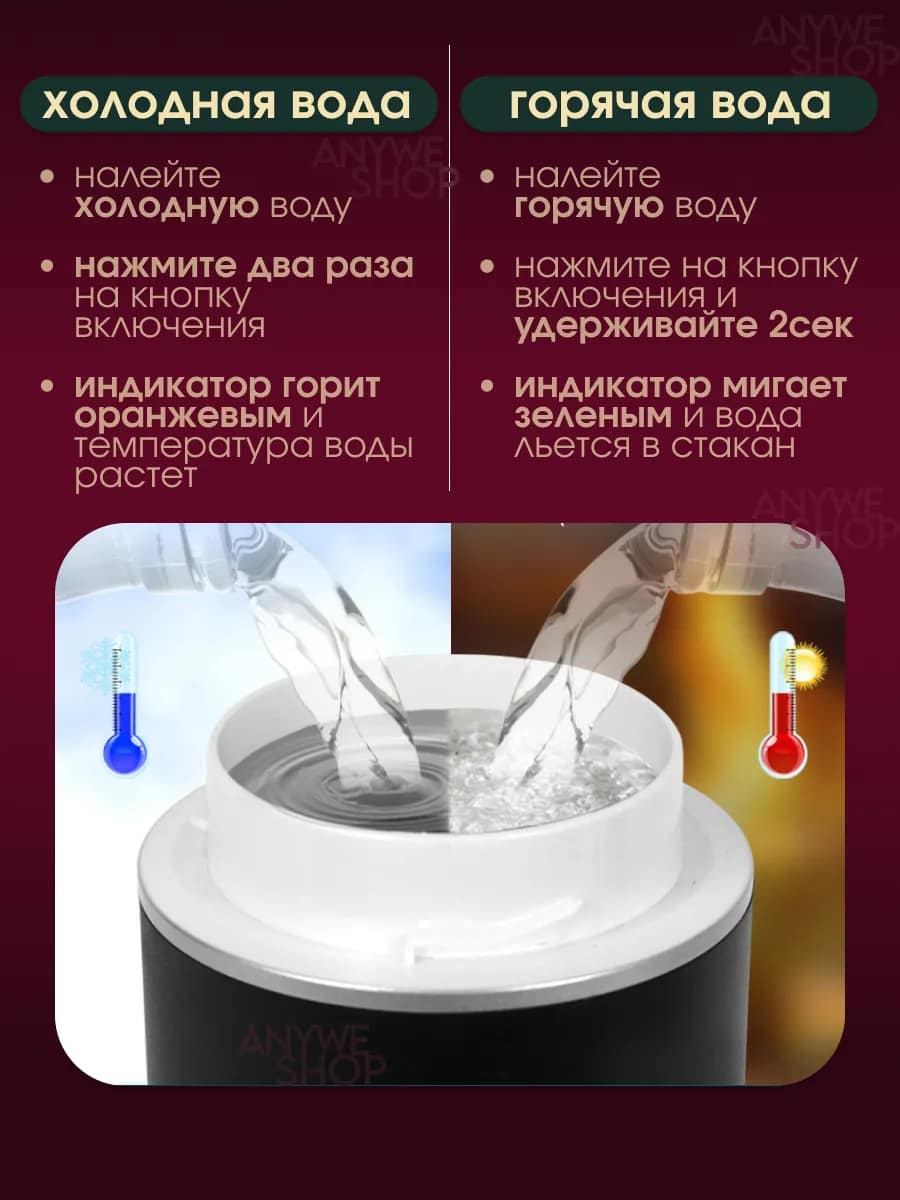 ANYWE
SHOP
холодная вода
• налейте
холодную воду
• нажмите два раза
на кнопку
включения
• индикатор горит
оранжевым и
температура воды
растет
горячая вода
• налейте
горячую воду
• нажмите на кнопку
включения и
удерживайте 2сек
• индикатор мигает
зеленым и вода
льется в стакан
ANYWE
SHOP
ANYWE
SHOP
ANYWE
SHOP